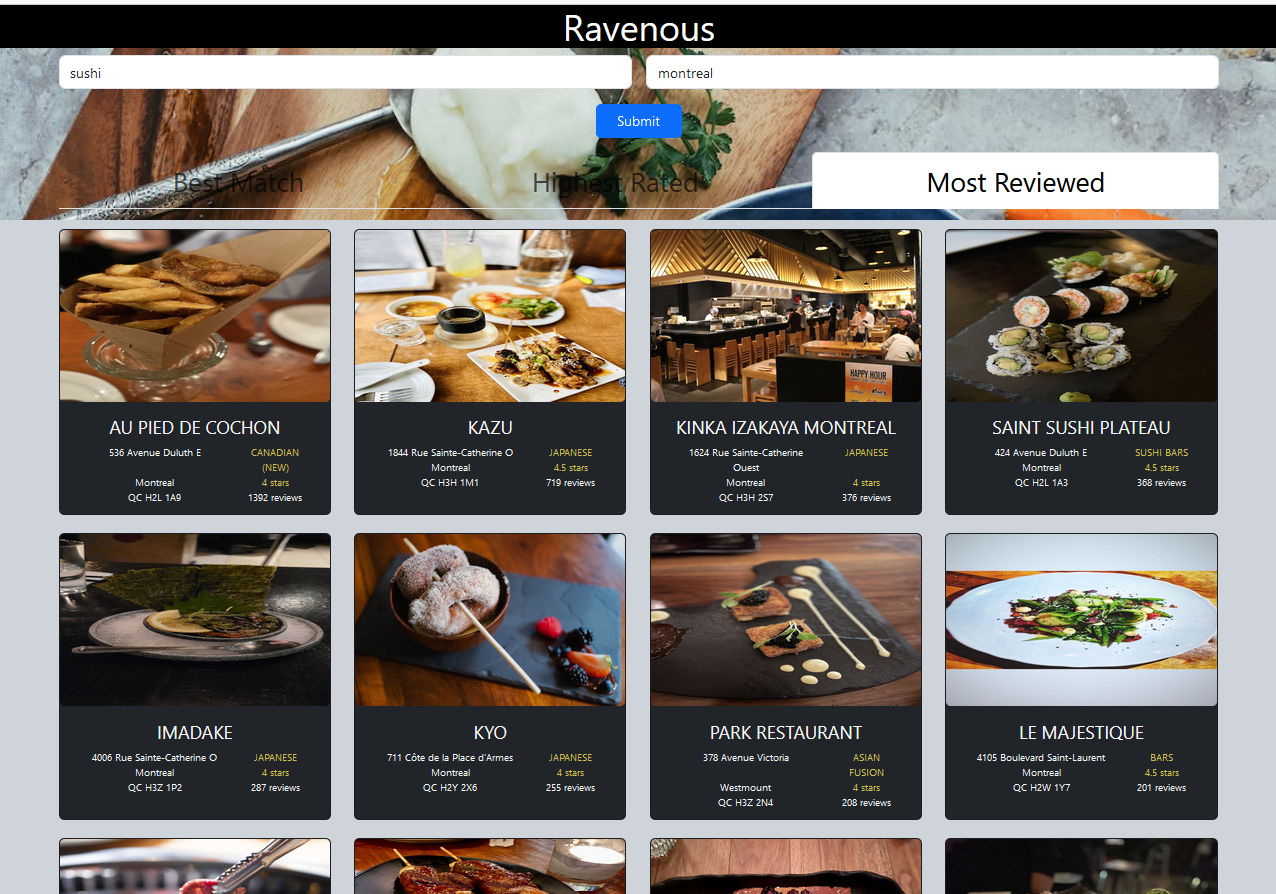 Ravenous
sushi
montreal
Submit
Best Match
Highest Rated
Most Reviewed
HAPPY HOUR
AU PIED DE COCHON
536 Avenue Duluth E
CANADIAN
(NEW)
Montreal
4 stars
QC H2L 1A9
1392 reviews
KAZU
1844 Rue Sainte-Catherine O
JAPANESE
Montreal
4.5 stars
QC H3H 1M1
719 reviews
KINKA IZAKAYA MONTREAL
1624 Rue Sainte-Catherine
JAPANESE
Ouest
Montreal
4 stars
QC H3H 2S7
376 reviews
SAINT SUSHI PLATEAU
424 Avenue Duluth E
SUSHI BARS
Montreal
4.5 stars
QC H2L 1A3
368 reviews
IMADAKE
4006 Rue Sainte-Catherine O
JAPANESE
Montreal
4 stars
QC H3Z 1P2
287 reviews
KYO
711 Côte de la Place d'Armes
JAPANESE
Montreal
4 stars
QC H2Y 2X6
255 reviews
PARK RESTAURANT
378 Avenue Victoria
ASIAN
FUSION
Westmount
4 stars
QC H3Z 2N4
208 reviews
LE MAJESTIQUE
4105 Boulevard Saint-Laurent
BARS
Montreal
4.5 stars
QC H2W 1Y7
201 reviews